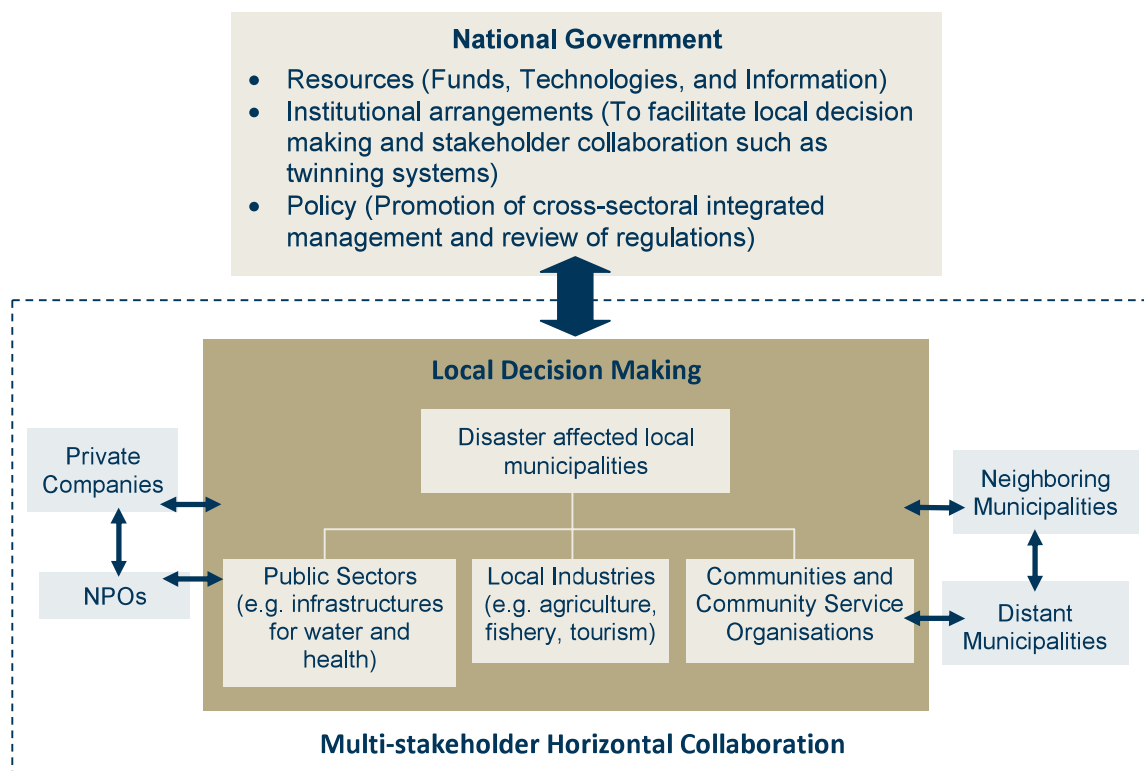 National Government
• Resources (Funds, Technologies, and Information)
• Institutional arrangements (To facilitate local decision
making and stakeholder collaboration such as
twinning systems)
• Policy (Promotion of cross-sectoral integrated
management and review of regulations)
Local Decision Making
Disaster affected local
municipalities
Private
Companies
NPOs
Public Sectors
(e.g. infrastructures
for water and
health)
Local Industries
(e.g. agriculture,
fishery, tourism)
Communities and
Community Service
Organisations
Neighboring
Municipalities
Distant
Municipalities
Multi-stakeholder Horizontal Collaboration